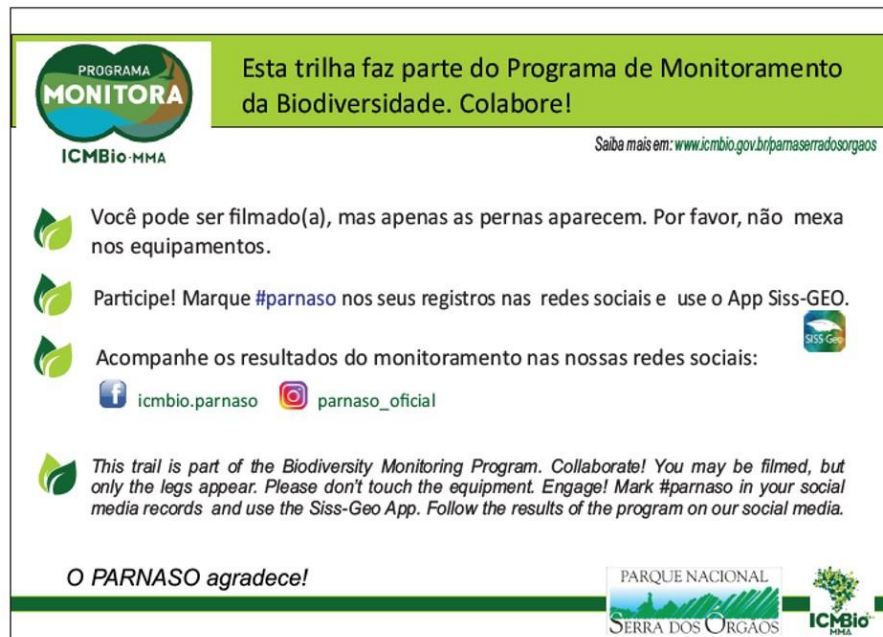 PROGRAMA
MONITORA
ICMBio·MMA
Esta trilha faz parte do Programa de Monitoramento
da Biodiversidade. Colabore!
Saiba mais em: www.icmbio.gov.br/parnaserradosorgaos
Você pode ser filmado(a), mas apenas as pernas aparecem. Por favor, não mexa
nos equipamentos.
Participe! Marque #parnaso nos seus registros nas redes sociais e use o App Siss-GEO.
SISS-Geo
Acompanhe os resultados do monitoramento nas nossas redes sociais:
f icmbio.parnaso parnaso_oficial
This trail is part of the Biodiversity Monitoring Program. Collaborate! You may be filmed, but
only the legs appear. Please don't touch the equipment. Engage! Mark #parnaso in your social
media records and use the Siss-Geo App. Follow the results of the program on our social media.
O PARNASO agradece!
PARQUE NACIONAL
SERRA DOS ÓRGÃOS
ICMBio
MMA